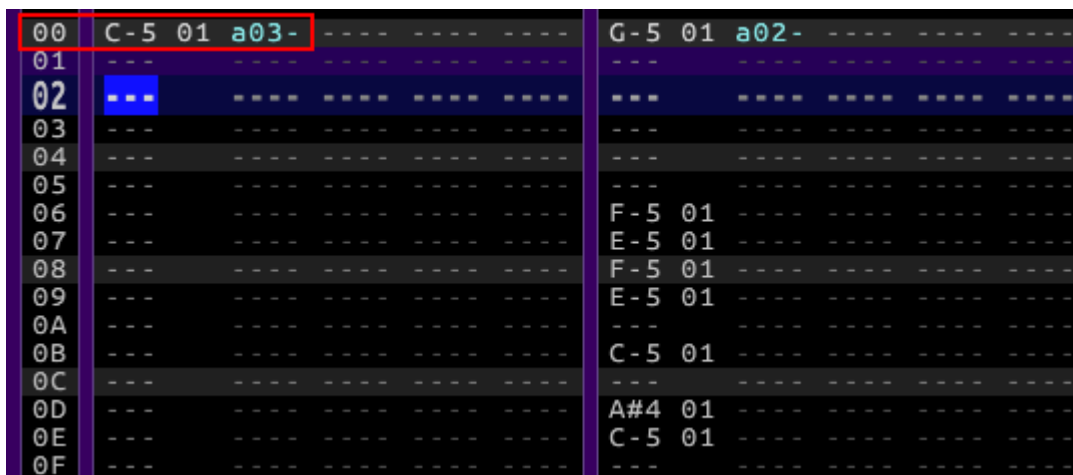 00 C-5 01 a03- ---- ---- ---- G-5 01 a02- ---- ---- ----
01 --- ---- ---- ---- ---- --- ---- ---- ---- ----
02 --- ---- ---- ---- ---- --- ---- ---- ---- ----
03 --- ---- ---- ---- ---- --- ---- ---- ---- ----
04 --- ---- ---- ---- ---- --- ---- ---- ---- ----
05 --- ---- ---- ---- ---- --- ---- ---- ---- ----
06 --- ---- ---- ---- ---- F-5 01 ---- ---- ---- ----
07 --- ---- ---- ---- ---- E-5 01 ---- ---- ---- ----
08 --- ---- ---- ---- ---- F-5 01 ---- ---- ---- ----
09 --- ---- ---- ---- ---- E-5 01 ---- ---- ---- ----
0A --- ---- ---- ---- ---- --- ---- ---- ---- ----
0B --- ---- ---- ---- ---- C-5 01 ---- ---- ---- ----
0C --- ---- ---- ---- ---- --- ---- ---- ---- ----
0D --- ---- ---- ---- ---- A#4 01 ---- ---- ---- ----
0E --- ---- ---- ---- ---- C-5 01 ---- ---- ---- ----
0F --- ---- ---- ---- ---- --- ---- ---- ---- ----